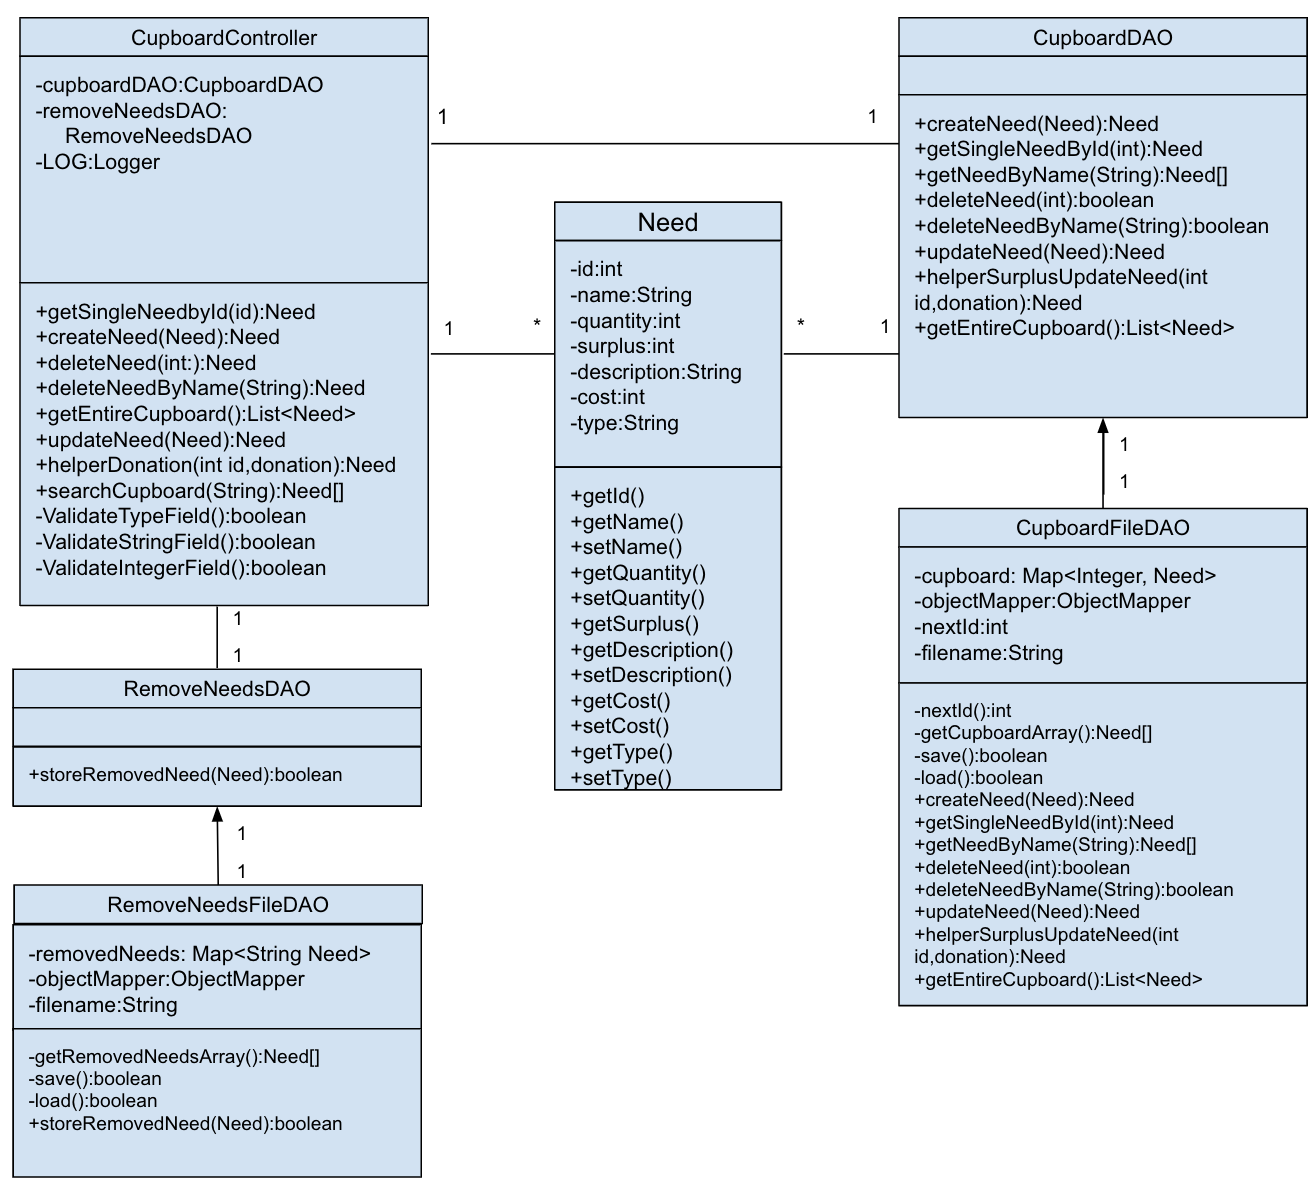 CupboardController
-cupboardDAO:CupboardDAO
-removeNeedsDAO:
RemoveNeedsDAO
-LOG:Logger
+getSingleNeedbyId(id):Need
+createNeed(Need):Need
+deleteNeed(int:):Need
+deleteNeedByName(String):Need
+getEntireCupboard():List<Need>
+updateNeed(Need):Need
+helperDonation(int id,donation):Need
+searchCupboard(String):Need[]
-ValidateTypeField():boolean
-ValidateStringField():boolean
-ValidateIntegerField():boolean
1
1
1
*
Need
-id:int
-name:String
-quantity:int
-surplus:int
-description:String
-cost:int
-type:String
+getId()
+getName()
+setName()
+getQuantity()
+setQuantity()
+getSurplus()
+getDescription()
+setDescription()
+getCost()
+setCost()
+getType()
+setType()
*
1
CupboardDAO
+createNeed(Need):Need
+getSingleNeedById(int):Need
+getNeedByName(String):Need[]
+deleteNeed(int):boolean
+deleteNeedByName(String):boolean
+updateNeed(Need):Need
+helperSurplusUpdateNeed(int
id,donation):Need
+getEntireCupboard():List<Need>
1
1
CupboardFileDAO
-cupboard: Map<Integer, Need>
-objectMapper:ObjectMapper
-nextId:int
-filename:String
-nextId():int
-getCupboardArray():Need[]
-save():boolean
-load():boolean
+createNeed(Need):Need
+getSingleNeedById(int):Need
+getNeedByName(String):Need[]
+deleteNeed(int):boolean
+deleteNeedByName(String):boolean
+updateNeed(Need):Need
+helperSurplusUpdateNeed(int
id,donation):Need
+getEntireCupboard():List<Need>
1
1
RemoveNeedsDAO
+storeRemovedNeed(Need):boolean
1
1
RemoveNeedsFileDAO
-removedNeeds: Map<String Need>
-objectMapper:ObjectMapper
-filename:String
-getRemovedNeedsArray():Need[]
-save():boolean
-load():boolean
+storeRemovedNeed(Need):boolean